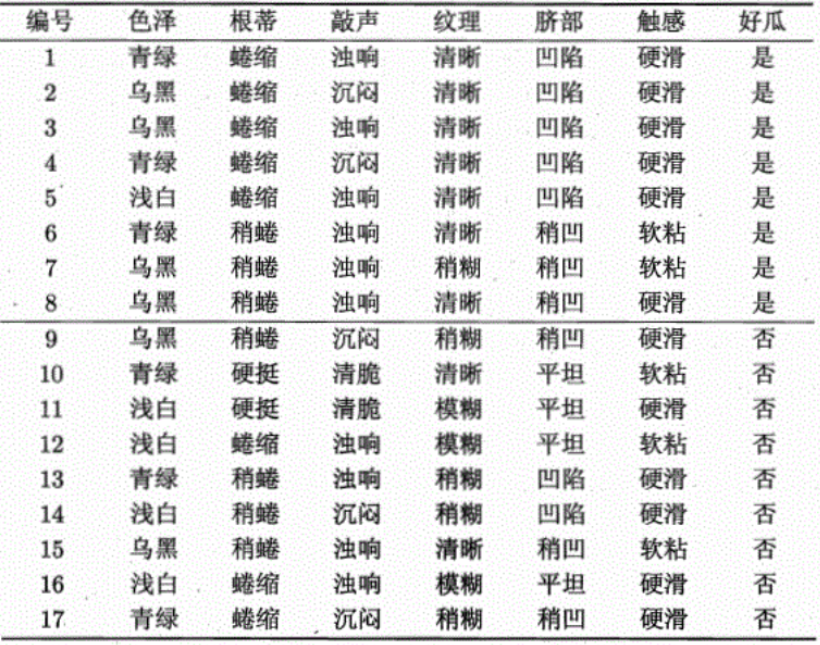 编号 色泽 根蒂 敲声 纹理 脐部 触感 好瓜
1 青绿 蜷缩 浊响 清晰 凹陷 硬滑 是
2 乌黑 蜷缩 沉闷 清晰 凹陷 硬滑 是
3 乌黑 蜷缩 浊响 清晰 凹陷 硬滑 是
4 青绿 蜷缩 沉闷 清晰 凹陷 硬滑 是
5 浅白 蜷缩 浊响 清晰 凹陷 硬滑 是
6 青绿 稍蜷 浊响 清晰 稍凹 软粘 是
7 乌黑 稍蜷 浊响 稍糊 稍凹 软粘 是
8 乌黑 稍蜷 浊响 清晰 稍凹 硬滑 是
9 乌黑 稍蜷 沉闷 稍糊 稍凹 硬滑 否
10 青绿 硬挺 清脆 清晰 平坦 软粘 否
11 浅白 硬挺 清脆 模糊 平坦 硬滑 否
12 浅白 蜷缩 浊响 模糊 平坦 软粘 否
13 青绿 稍蜷 浊响 稍糊 凹陷 硬滑 否
14 浅白 稍蜷 沉闷 稍糊 凹陷 硬滑 否
15 乌黑 稍蜷 浊响 清晰 稍凹 软粘 否
16 浅白 蜷缩 浊响 模糊 平坦 硬滑 否
17 青绿 蜷缩 沉闷 稍糊 稍凹 硬滑 否